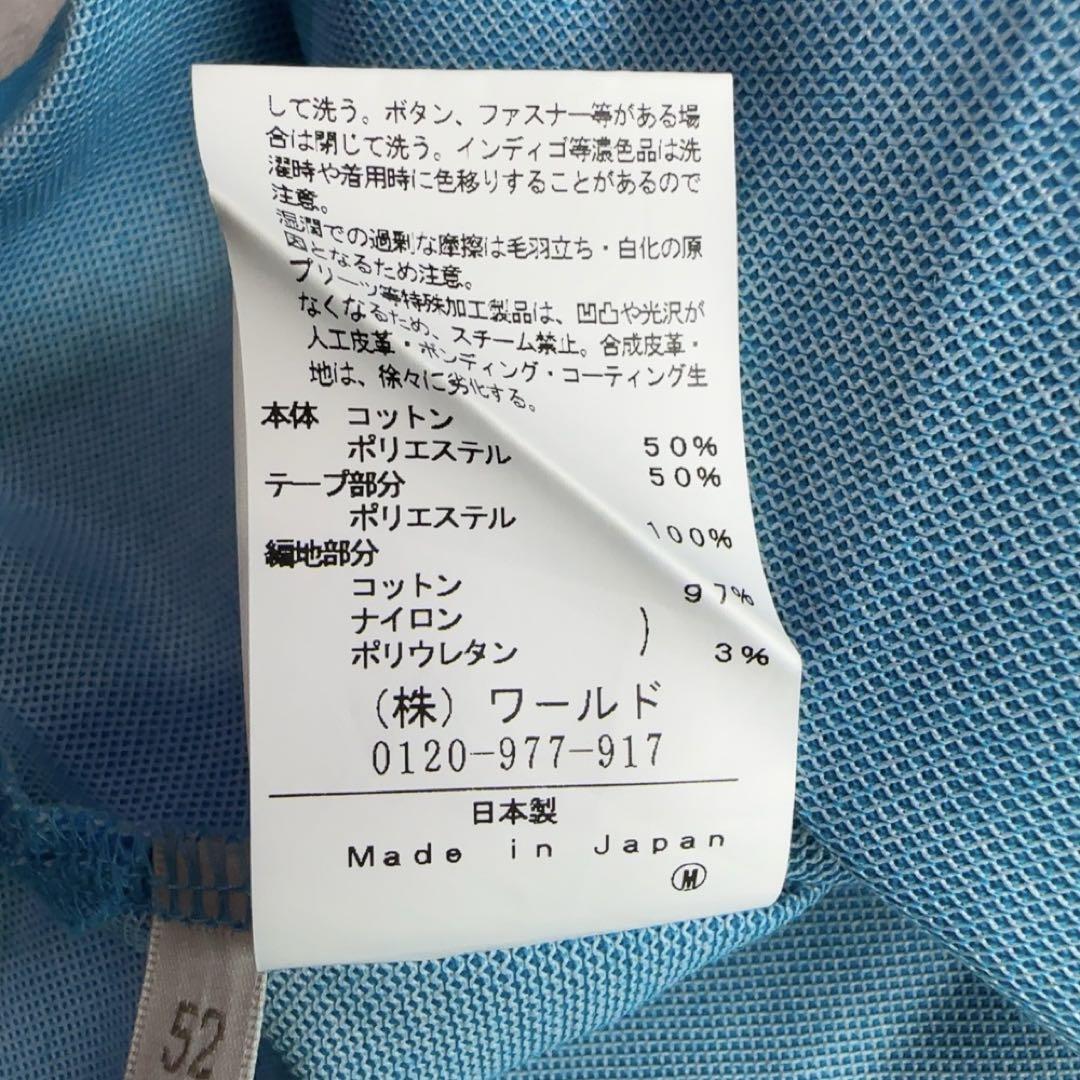 して洗う。ボタン、ファスナー等がある場
合は閉じて洗う。インディゴ等濃色品は洗
濯時や着用時に色移りすることがあるので
注意。
湿潤での過剰な摩擦は毛羽立ち・白化の原
因となるため注意。
プリーツ等特殊加工製品は、凹凸や光沢が
なくなるため、スチーム禁止。合成皮革・
人工皮革・ボンディング・コーティング生
地は、徐々に劣化する。
本体 コットン 50%
ポリエステル 50%
テープ部分
ポリエステル 100%
編地部分
コットン 97%
ナイロン )
ポリウレタン 3%
(株) ワールド
0120-977-917
日本製
Made in Japan
Ⓜ
52